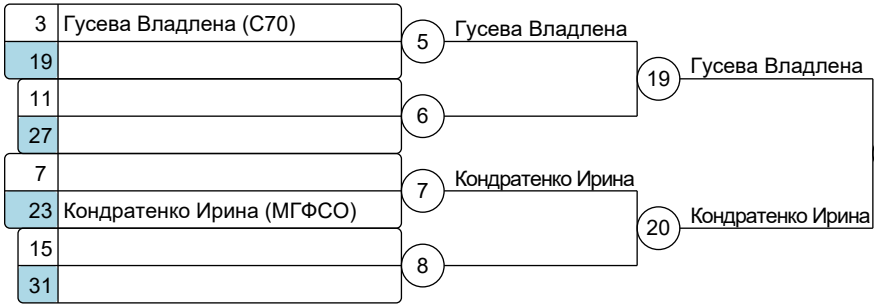 3 Гусева Владлена (С70)
19
5 Гусева Владлена
11
27
6
19 Гусева Владлена
7
23 Кондратенко Ирина (МГФСО)
7 Кондратенко Ирина
15
31
8
20 Кондратенко Ирина